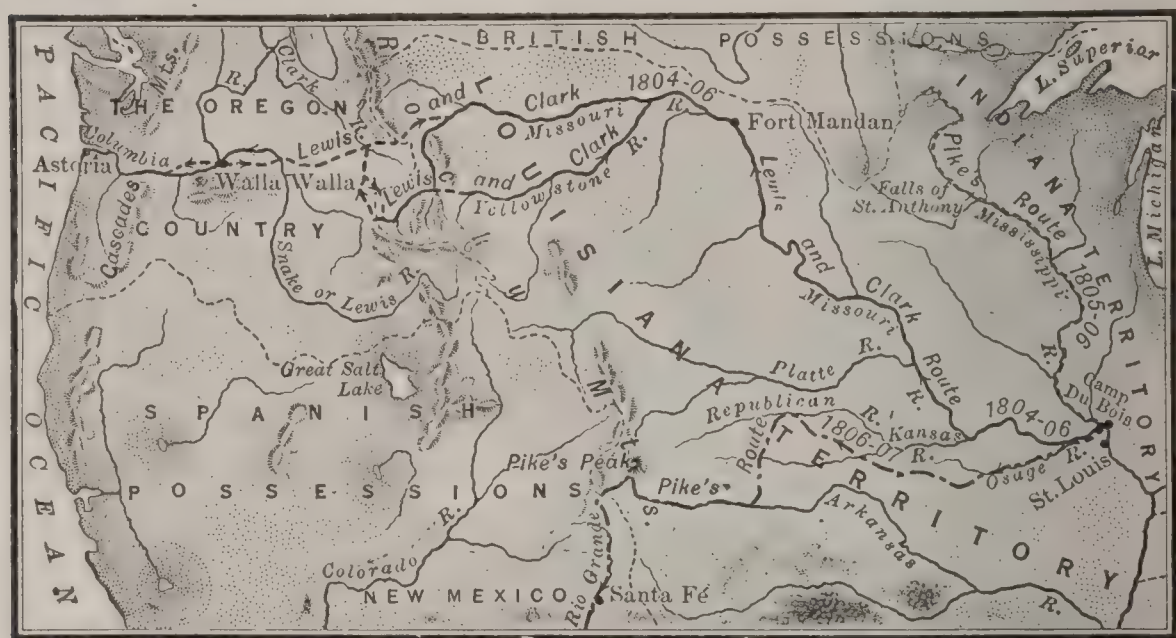 BRITISH POSSESSIONS
PACIFIC OCEAN
Mts.
R.
Clark R.
THE OREGON
COUNTRY
Astoria
Columbia
Lewis and Clark 1804-06
Walla Walla
Cascades
Snake or Lewis R.
Missouri R.
Lewis and Clark
Yellowstone R.
Fort Mandan
Lewis and Clark Route 1804-06
Missouri R.
LOUISIANA TERRITORY
ROCKY Mts.
INDIANA TERRITORY
L. Superiar
L. Michigan
Pike's Route 1805-06
Mississippi R.
Falls of
St. Anthony
Camp
Du Bois
St. Louis
Great Salt
Lake
SPANISH
POSSESSIONS
Platte R.
Republican R.
Kansas R.
Osage R.
Pike's Route 1806-07
Pike's Peak
Arkansas R.
Colorado R.
NEW MEXICO
Rio Grande
Santa Fé